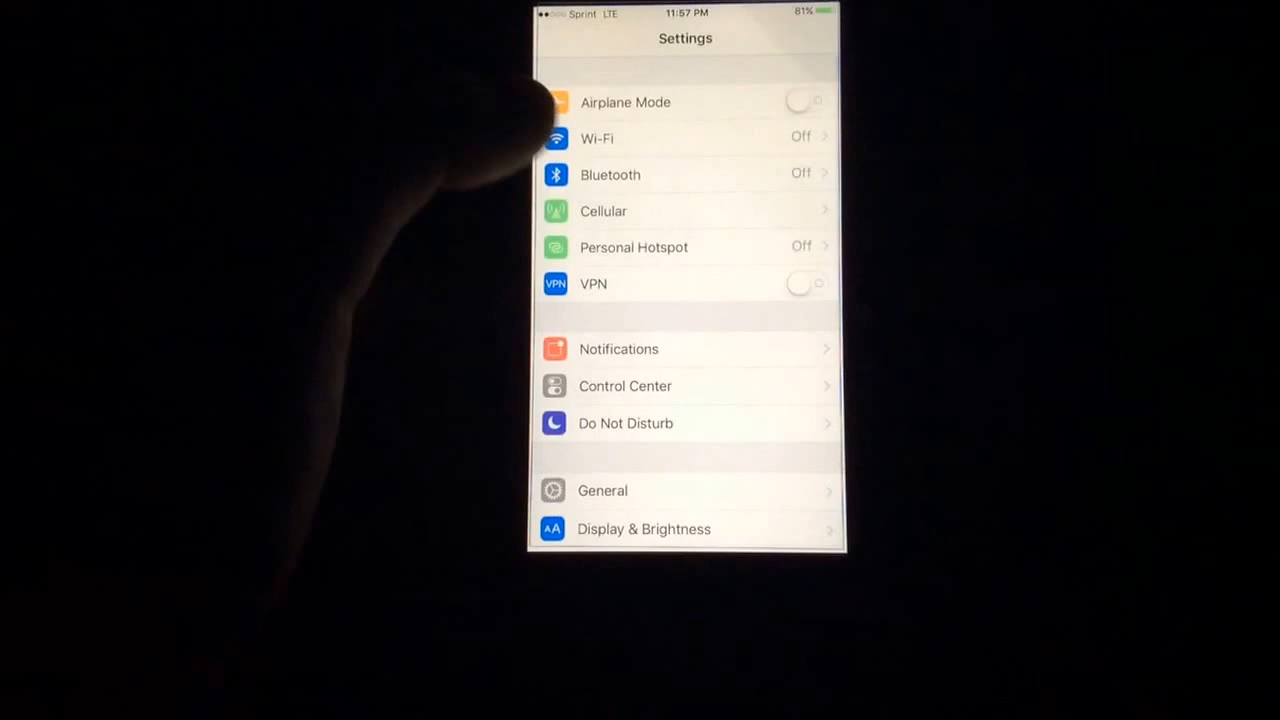 Sprint LTE 11:57 PM 81%
Settings
Airplane Mode
Wi-Fi Off
Bluetooth Off
Cellular
Personal Hotspot Off
VPN VPN
Notifications
Control Center
Do Not Disturb
General
AA Display & Brightness